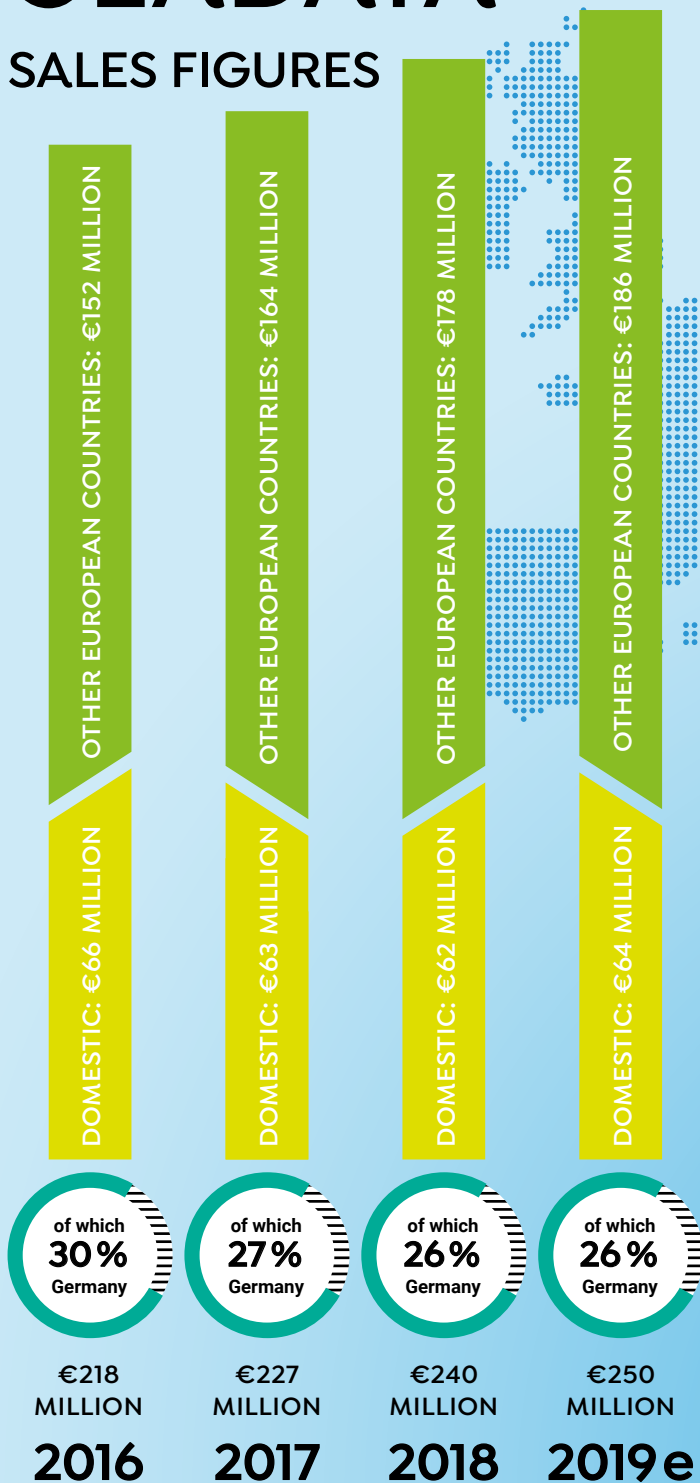 SALES FIGURES
OTHER EUROPEAN COUNTRIES: €152 MILLION
OTHER EUROPEAN COUNTRIES: €164 MILLION
OTHER EUROPEAN COUNTRIES: €178 MILLION
OTHER EUROPEAN COUNTRIES: €186 MILLION
DOMESTIC: €66 MILLION
DOMESTIC: €63 MILLION
DOMESTIC: €62 MILLION
DOMESTIC: €64 MILLION
of which
30%
Germany
of which
27%
Germany
of which
26%
Germany
of which
26%
Germany
€218
MILLION
2016
€227
MILLION
2017
€240
MILLION
2018
€250
MILLION
2019e